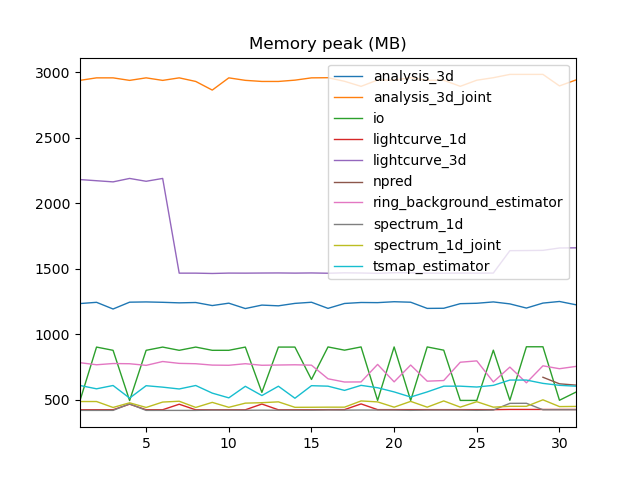 Memory peak (MB)
3000
2500
2000
1500
1000
500
analysis_3d
analysis_3d_joint
io
lightcurve_1d
lightcurve_3d
npred
ring_background_estimator
spectrum_1d
spectrum_1d_joint
tsmap_estimator
5 10 15 20 25 30